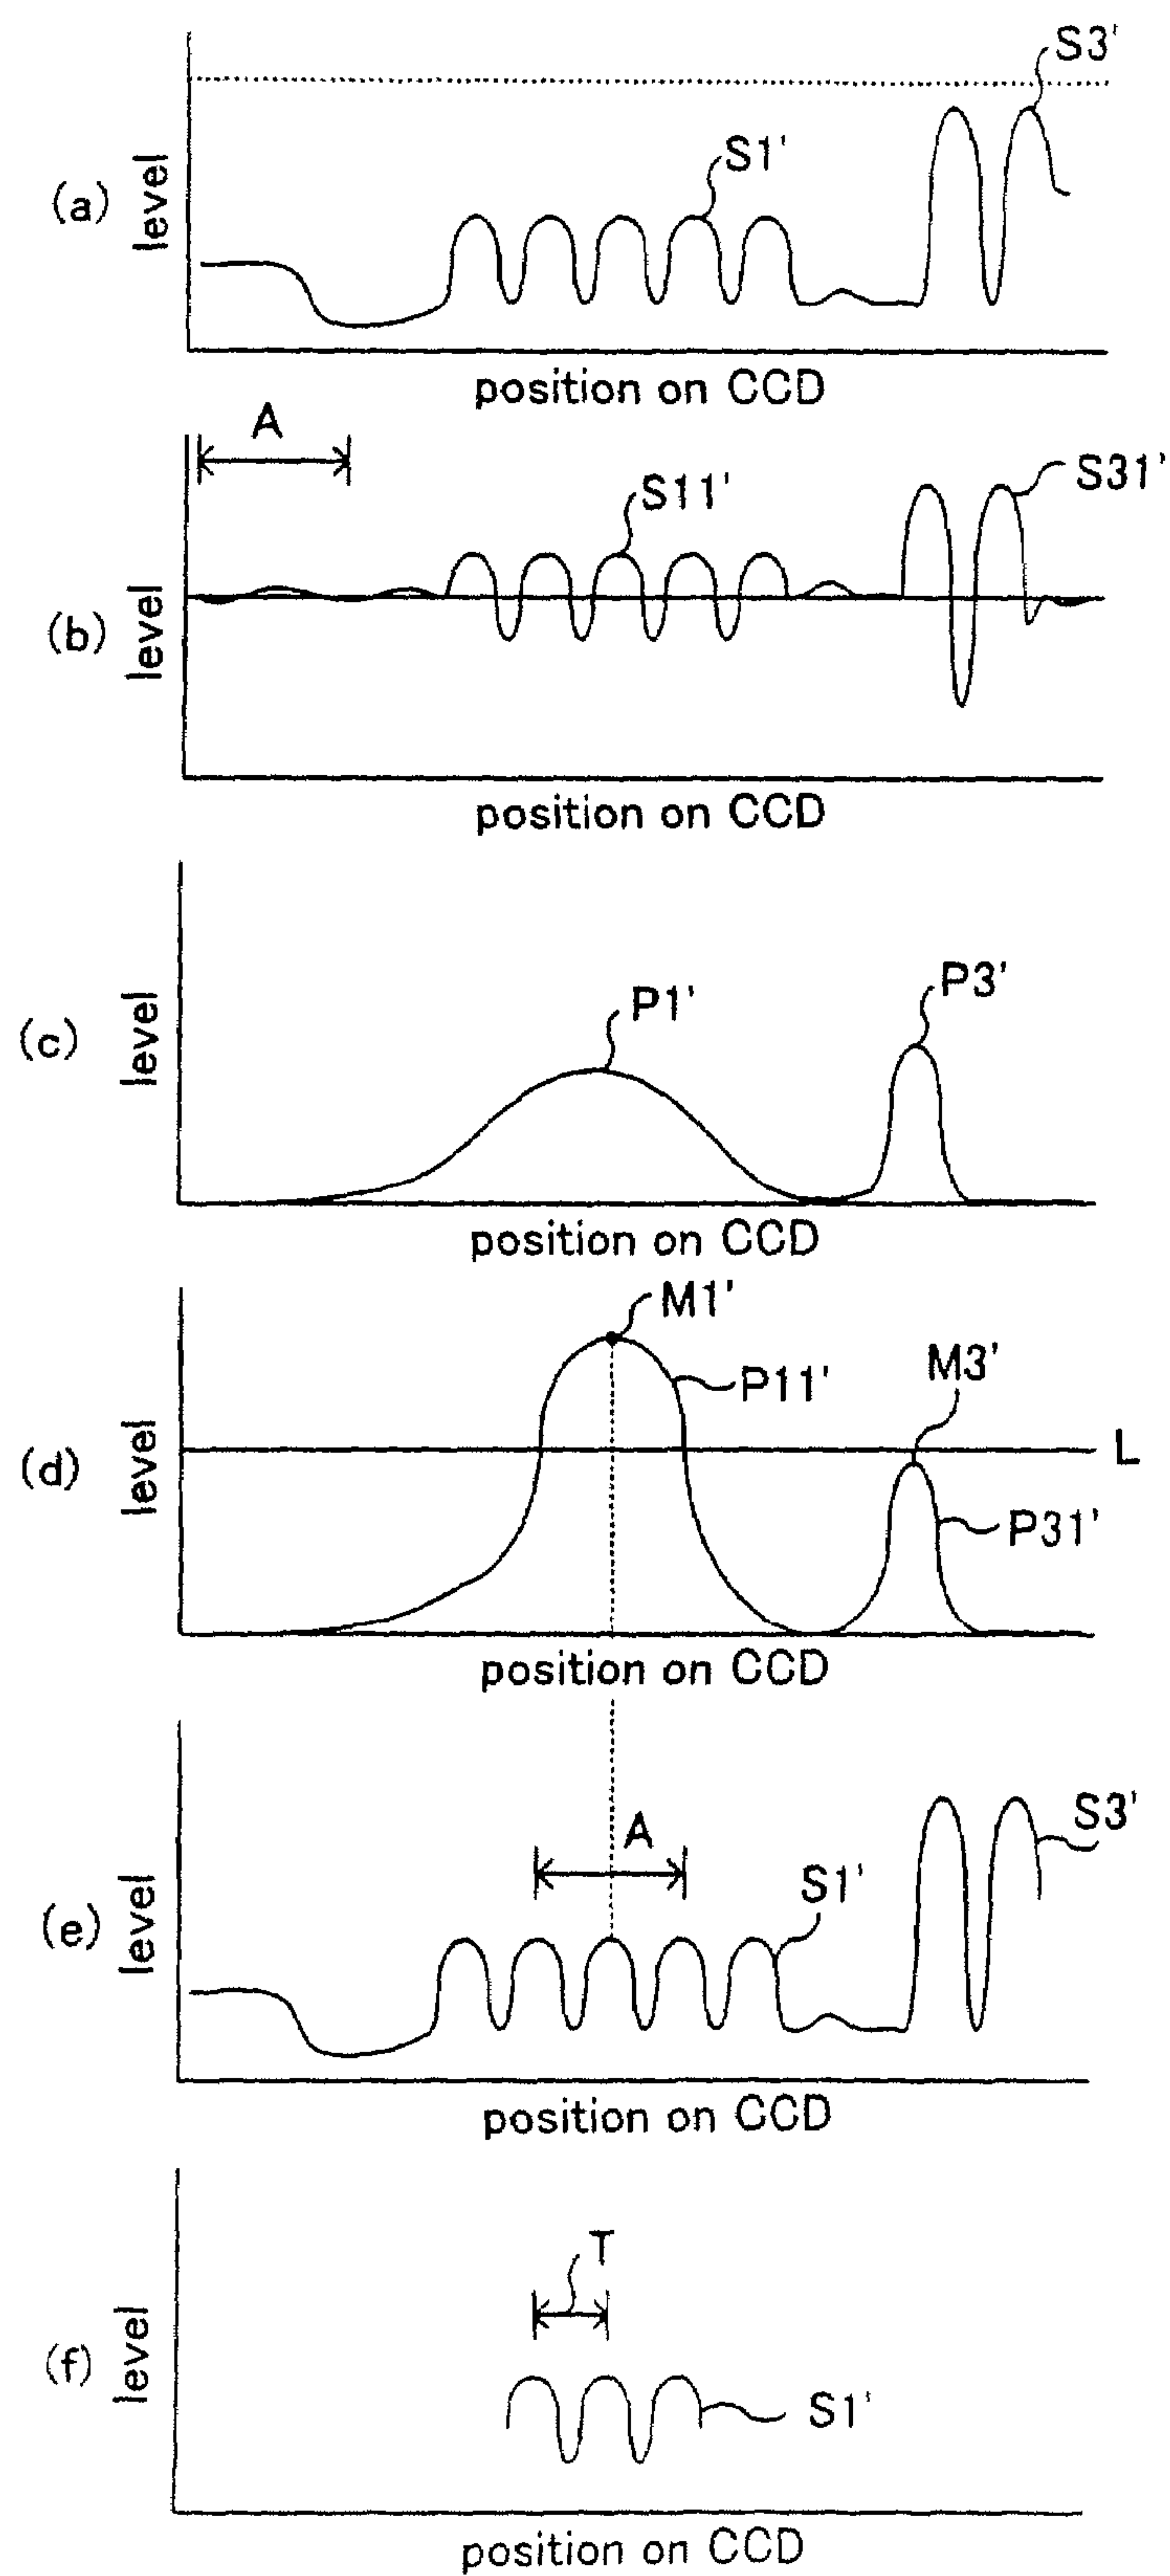 (a)
level
S1'
S3'
position on CCD
(b)
level
A
S11'
S31'
position on CCD
(c)
level
P1'
P3'
position on CCD
(d)
level
M1'
P11'
M3'
L
P31'
position on CCD
(e)
level
A
S1'
S3'
position on CCD
(f)
level
T
S1'
position on CCD